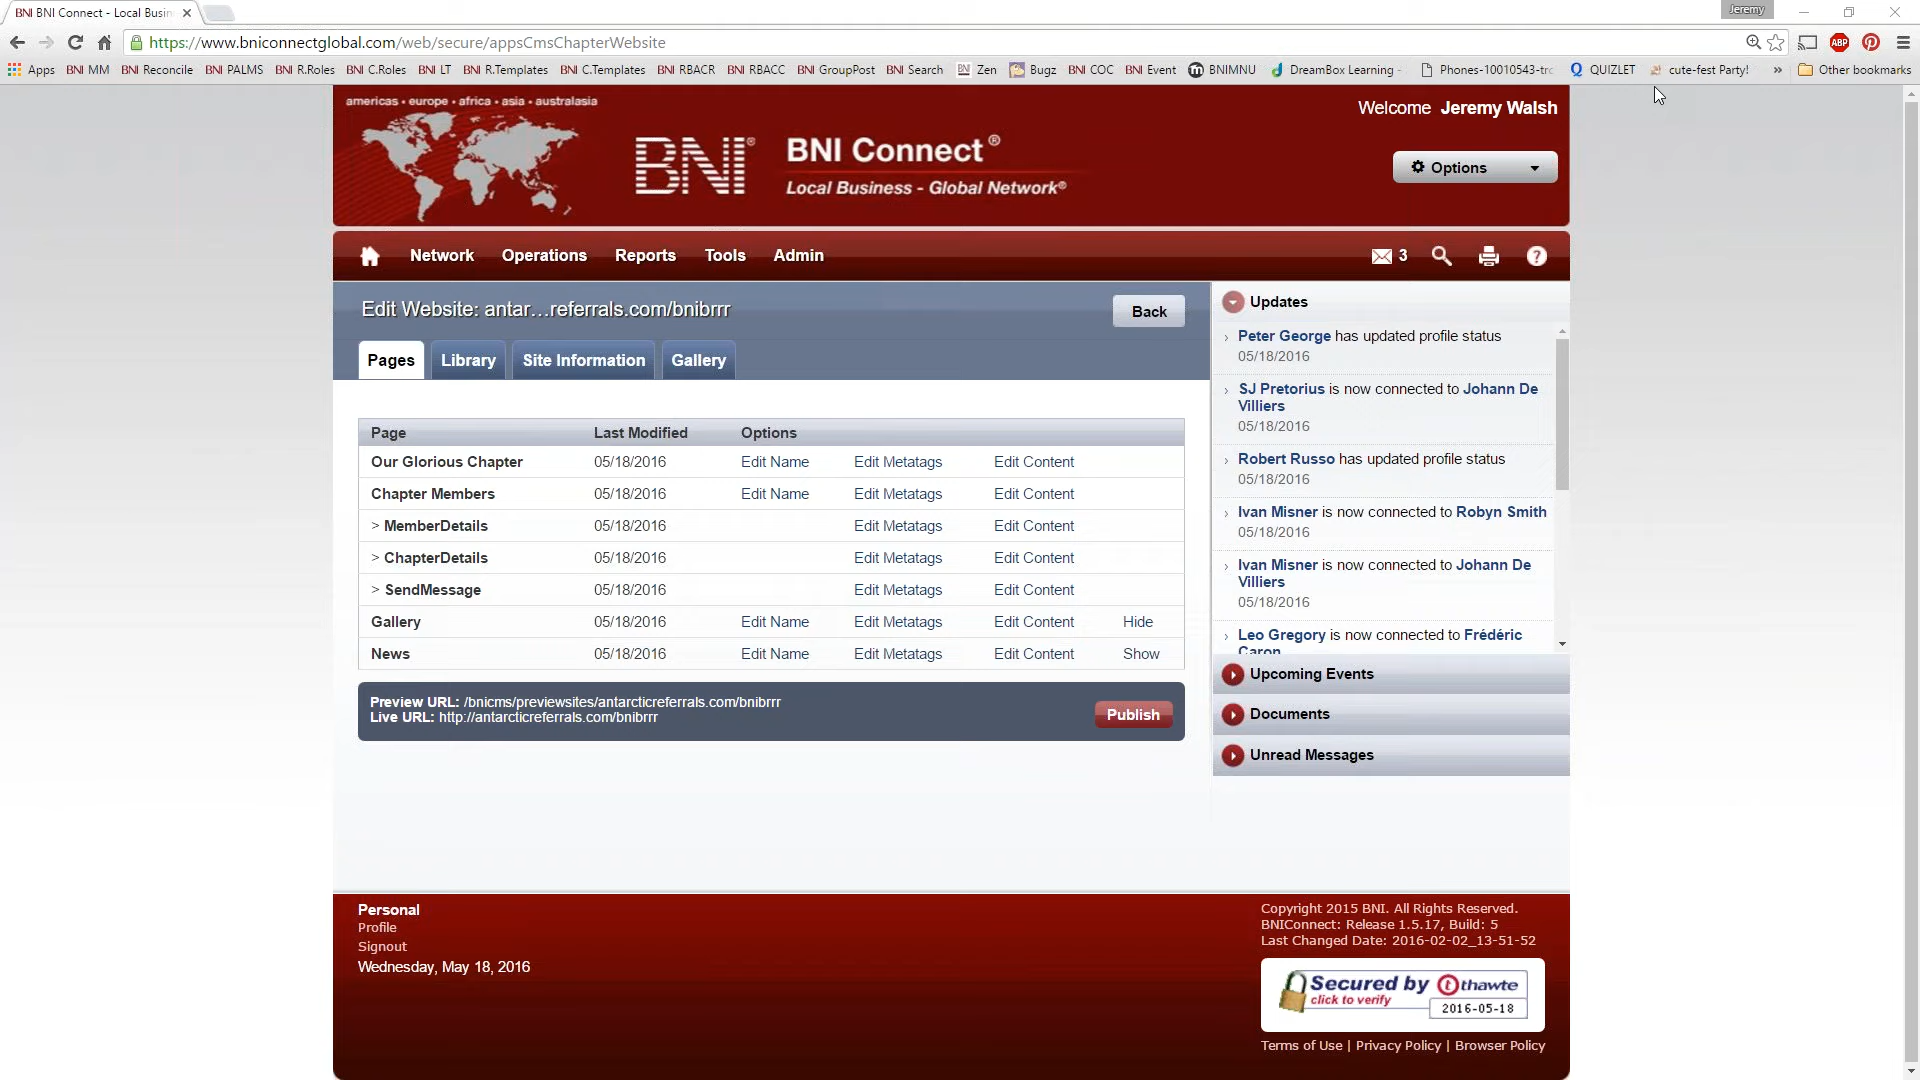 BNI BNI Connect - Local Busin
Jeremy
https://www.bniconnectglobal.com/web/secure/appsCmsChapterWebsite
Apps BNI MM BNI Reconcile BNI PALMS BNI R.Roles BNI C.Roles BNI LT BNI R.Templates BNI C.Templates BNI RBACR BNI RBACC BNI GroupPost BNI Search Zen Bugz BNI COC BNI Event BNIMNU DreamBox Learning - Phones-10010543-trc QUIZLET cute-fest Party! » Other bookmarks
ABP
americas • europe • africa • asia • australasia
BNI®
BNI Connect®
Local Business - Global Network®
Welcome Jeremy Walsh
Options
Network Operations Reports Tools Admin
3
Edit Website: antar...referrals.com/bnibrrr
Back
Pages Library Site Information Gallery
Page Last Modified Options
Our Glorious Chapter 05/18/2016 Edit Name Edit Metatags Edit Content
Chapter Members 05/18/2016 Edit Name Edit Metatags Edit Content
> MemberDetails 05/18/2016 Edit Metatags Edit Content
> ChapterDetails 05/18/2016 Edit Metatags Edit Content
> SendMessage 05/18/2016 Edit Metatags Edit Content
Gallery 05/18/2016 Edit Name Edit Metatags Edit Content Hide
News 05/18/2016 Edit Name Edit Metatags Edit Content Show
Preview URL: /bnicms/previewsites/antarcticreferrals.com/bnibrrr
Live URL: http://antarcticreferrals.com/bnibrrr
Publish
Updates
Peter George has updated profile status
05/18/2016
SJ Pretorius is now connected to Johann De
Villiers
05/18/2016
Robert Russo has updated profile status
05/18/2016
Ivan Misner is now connected to Robyn Smith
05/18/2016
Ivan Misner is now connected to Johann De
Villiers
05/18/2016
Leo Gregory is now connected to Frédéric
Caron
Upcoming Events
Documents
Unread Messages
Personal
Profile
Signout
Wednesday, May 18, 2016
Copyright 2015 BNI. All Rights Reserved.
BNIConnect: Release 1.5.17, Build: 5
Last Changed Date: 2016-02-02_13-51-52
Secured by thawte
click to verify
2016-05-18
Terms of Use | Privacy Policy | Browser Policy